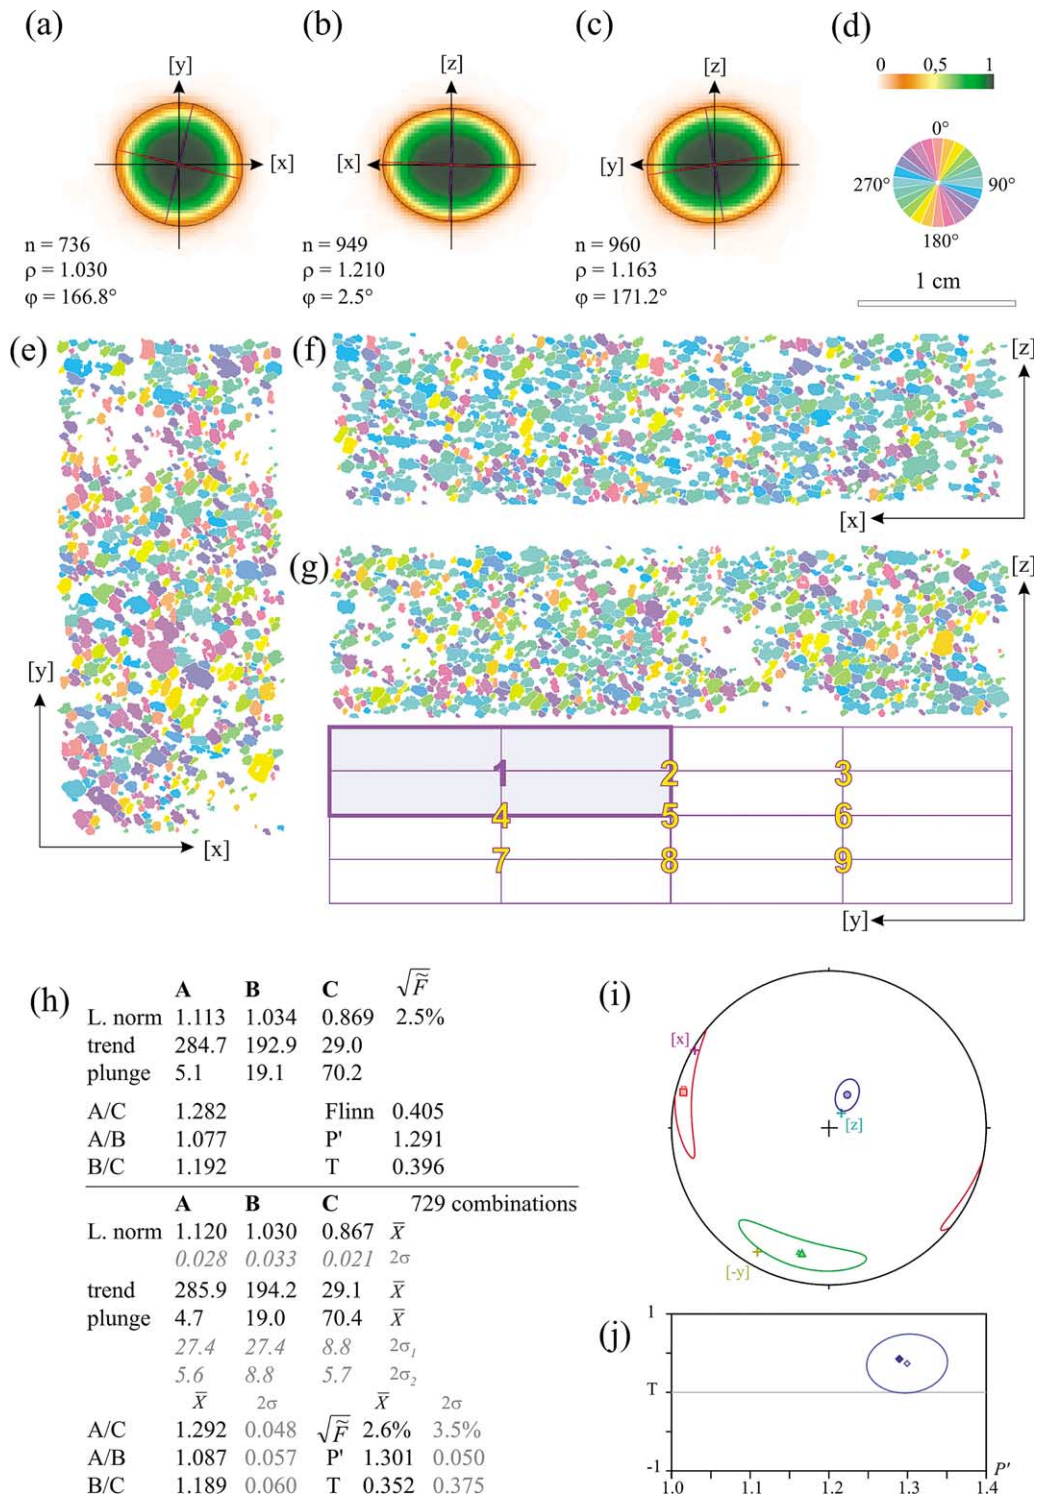 (a)
[y]
[x]
n = 736
ρ = 1.030
φ = 166.8°
(b)
[z]
[x]
n = 949
ρ = 1.210
φ = 2.5°
(c)
[z]
[y]
n = 960
ρ = 1.163
φ = 171.2°
(d)
0 0,5 1
0°
270° 90°
180°
1 cm
(e)
[y]
[x]
(f)
[z]
[x]
(g)
[z]
1 2 3
4 5 6
7 8 9
[y]
(h)
A B C √F̃
L. norm 1.113 1.034 0.869 2.5%
trend 284.7 192.9 29.0
plunge 5.1 19.1 70.2
A/C 1.282 Flinn 0.405
A/B 1.077 P' 1.291
B/C 1.192 T 0.396
A B C 729 combinations
L. norm 1.120 1.030 0.867 X̄
0.028 0.033 0.021 2σ
trend 285.9 194.2 29.1 X̄
plunge 4.7 19.0 70.4 X̄
27.4 27.4 8.8 2σ₁
5.6 8.8 5.7 2σ₂
X̄ 2σ X̄ 2σ
A/C 1.292 0.048 √F̃ 2.6% 3.5%
A/B 1.087 0.057 P' 1.301 0.050
B/C 1.189 0.060 T 0.352 0.375
(i)
[x]
[z]
[-y]
(j)
1
T
-1
1.0 1.1 1.2 1.3 P' 1.4